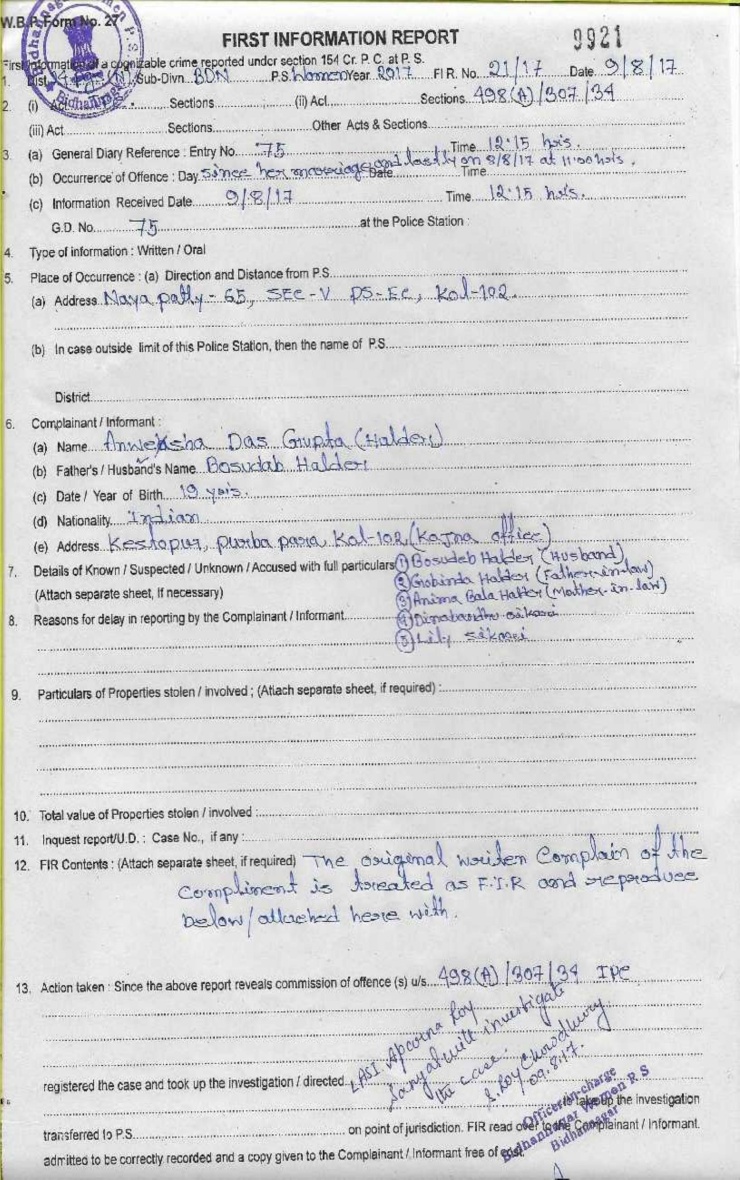 W.B.P. Form No. 27
FIRST INFORMATION REPORT
9921
First Information of a cognizable crime reported under section 154 Cr. P. C. at P. S.
1. Dist. Sub-Divn. BDN P.S. Women Year 2017 FI R. No. 21/17 Date 9/8/17
2. (i) Act Sections (ii) Act. Sections 498(A)/307/34
(iii) Act Sections Other Acts & Sections
3. (a) General Diary Reference : Entry No. 75 Time 12:15 hrs.
(b) Occurrence of Offence : Day since her marriage and lastly on 8/8/17 at 11:00 hrs. Date Time
(c) Information Received Date 9/8/17 Time 12:15 hrs.
G.D. No. 75 at the Police Station :
4. Type of information : Written / Oral
5. Place of Occurrence : (a) Direction and Distance from P.S.
(a) Address Naya patty - 65, SEC-V PS-EC, Kol-102.
(b) In case outside limit of this Police Station, then the name of P.S.
District
6. Complainant / Informant :
(a) Name Anweksha Das Gupta (Halder)
(b) Father's / Husband's Name Bosudab Halder
(c) Date / Year of Birth 19 yrs.
(d) Nationality Indian
(e) Address Kestopur, purba para Kol-102 (Kajna office)
7. Details of Known / Suspected / Unknown / Accused with full particulars ① Bosudeb Halder (Husband)
② Gobinda Halder (Father-in-law)
(Attach separate sheet, If necessary) ③ Anima Bala Halter (Mother-in-law)
8. Reasons for delay in reporting by the Complainant / Informant ④ Dinabandhu sikari
⑤ Lily sikari
9. Particulars of Properties stolen / involved ; (Attach separate sheet, if required) :
10. Total value of Properties stolen / involved :
11. Inquest report/U.D. : Case No., if any :
12. FIR Contents : (Attach separate sheet, if required) The original writen Complain of the
Compliment is treated as F.I.R and reproduce
below/attached here with.
13. Action taken : Since the above report reveals commission of offence (s) u/s. 498(A)/307/34 IPC
LASI Aparna Roy
Sanyal will investigate
the case.
S. Roy Chowdhury
09.8.17.
registered the case and took up the investigation / directed
to take up the investigation
Officer-in-charge
Bidhannagar Women P.S
Bidhannagar
transferred to P.S. on point of jurisdiction. FIR read over to the Complainant / Informant.
admitted to be correctly recorded and a copy given to the Complainant / Informant free of cost.